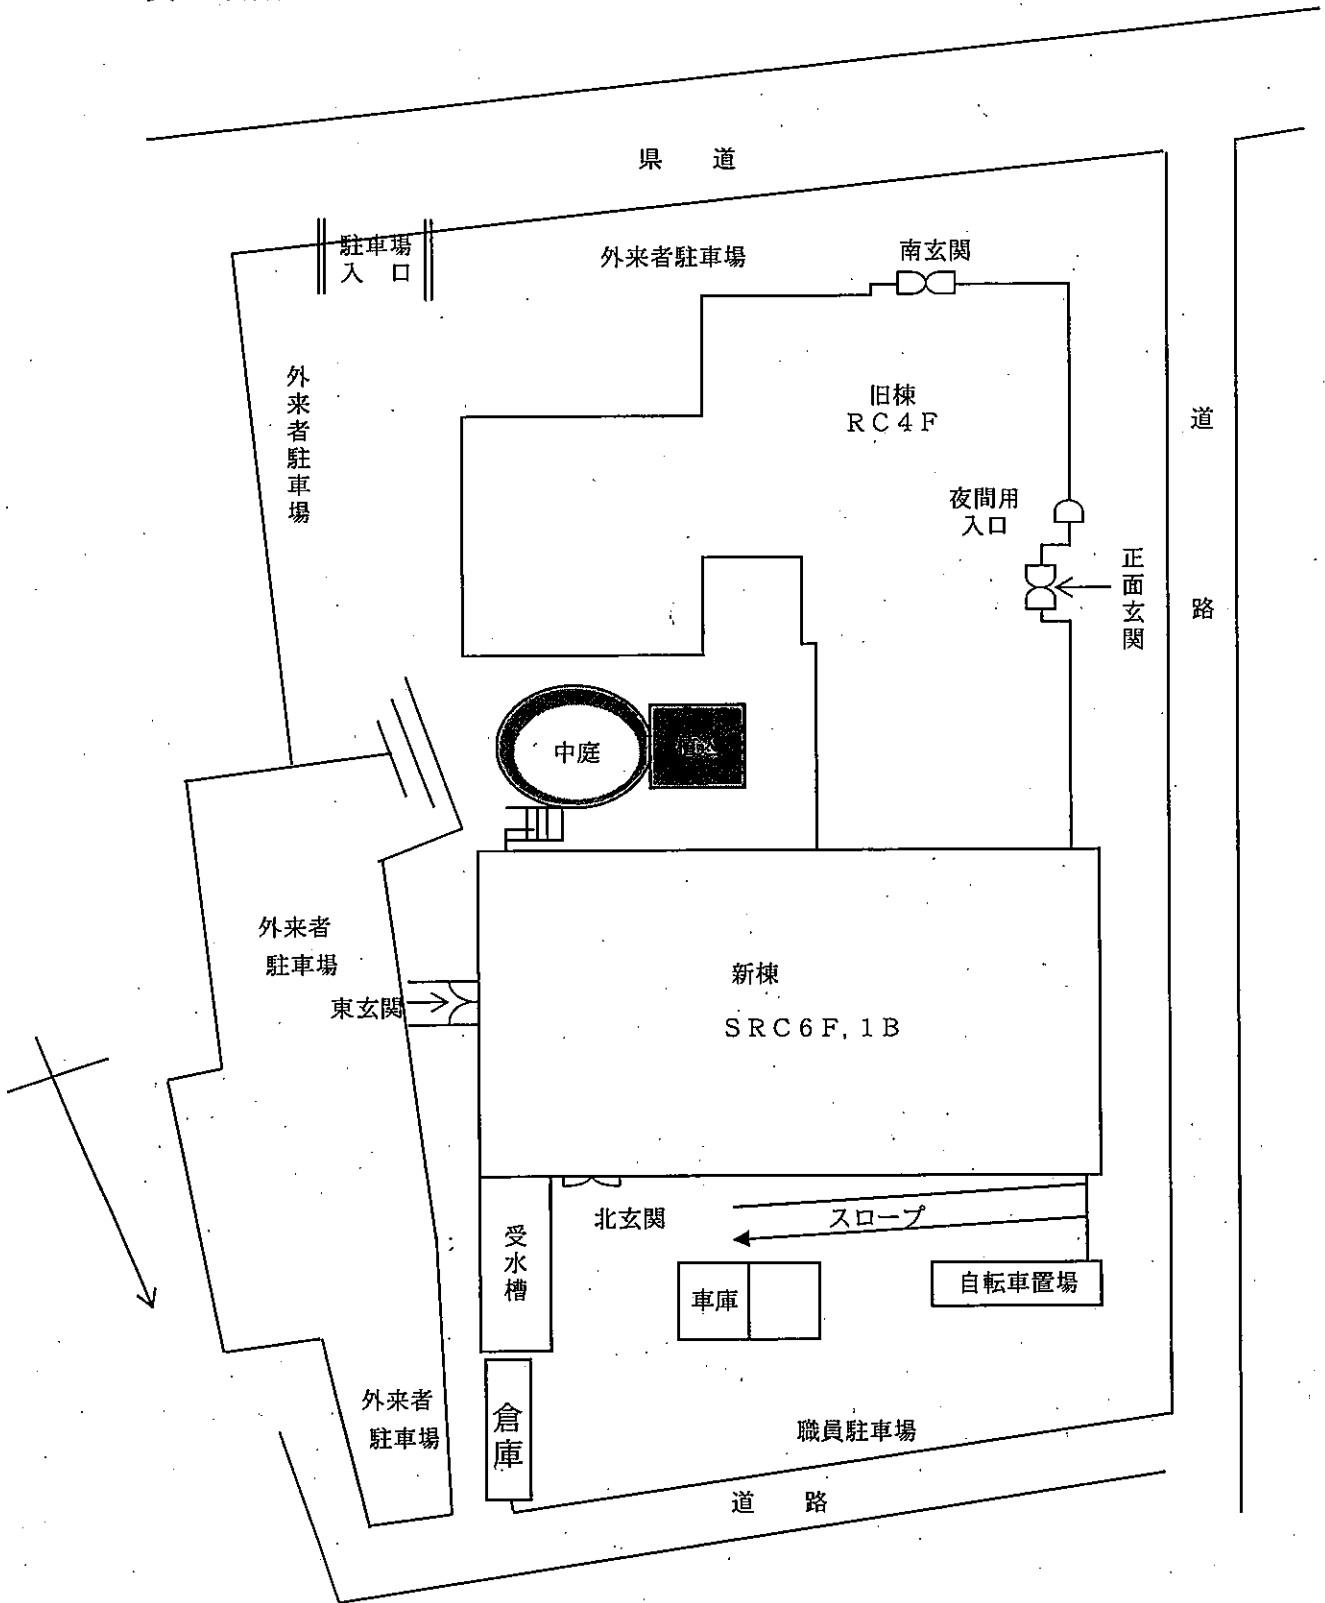 県 道
駐車場
入 口
外来者駐車場
南玄関
外来者駐車場
旧棟
RC4F
道 路
夜間用
入口
正面玄関
中庭
外来者
駐車場
東玄関
新棟
SRC6F, 1B
北玄関
スロープ
受水槽
車庫
自転車置場
外来者
駐車場
倉庫
職員駐車場
道 路